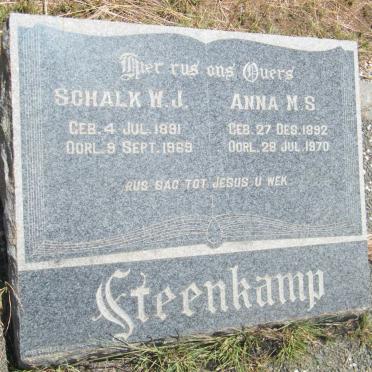 Hier rus ons Ouers
SCHALK W.J.
GEB. 4 JUL. 1891
OORL. 9 SEPT. 1969
ANNA M.S.
GEB. 27 DES. 1892
OORL. 28 JUL. 1970
RUS SAG TOT JESUS U WEK.
Steenkamp